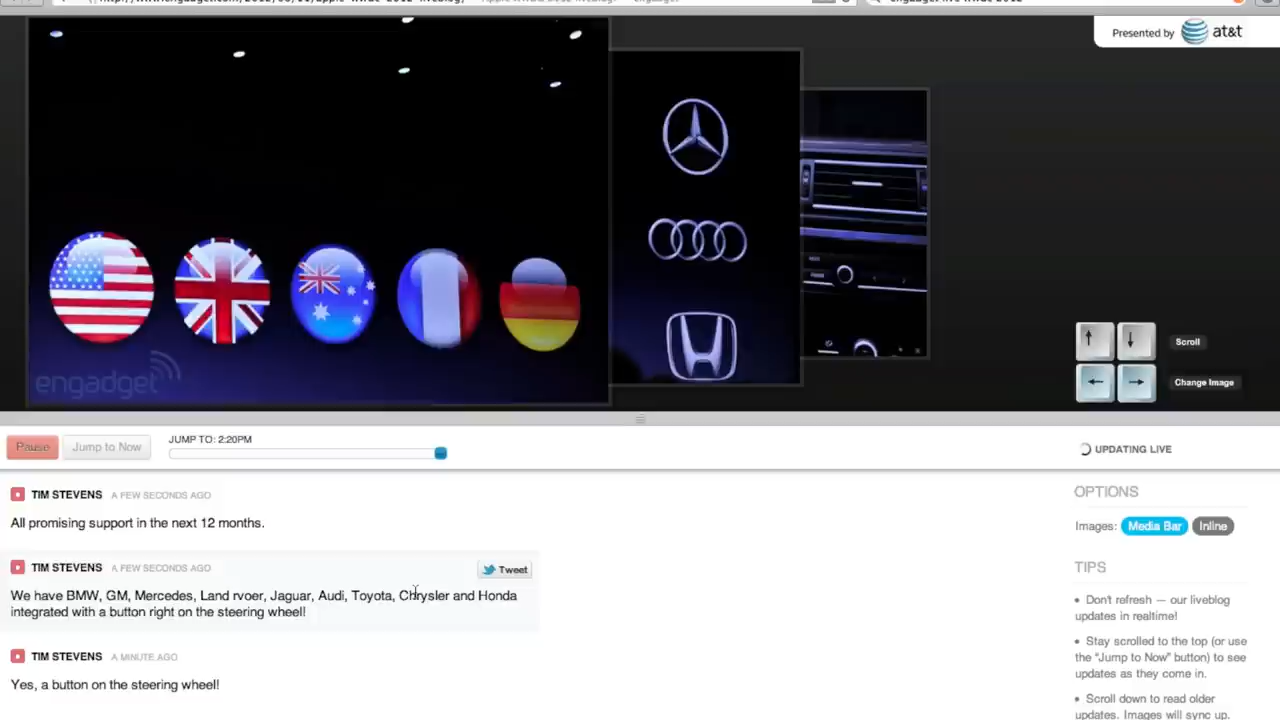 Presented by at&t
engadget
Scroll
Change Image
Pause
Jump to Now
JUMP TO: 2:20PM
UPDATING LIVE
TIM STEVENS A FEW SECONDS AGO
All promising support in the next 12 months.
TIM STEVENS A FEW SECONDS AGO
Tweet
We have BMW, GM, Mercedes, Land rvoer, Jaguar, Audi, Toyota, Chrysler and Honda
integrated with a button right on the steering wheel!
TIM STEVENS A MINUTE AGO
Yes, a button on the steering wheel!
OPTIONS
Images: Media Bar Inline
TIPS
• Don't refresh — our liveblog
updates in realtime!
• Stay scrolled to the top (or use
the "Jump to Now" button) to see
updates as they come in.
• Scroll down to read older
updates. Images will sync up.